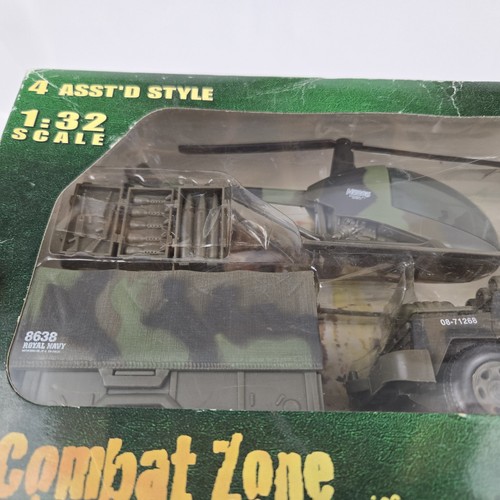 4 ASST'D STYLE
1:32
SCALE
8638
ROYAL NAVY
08-71268
Combat Zone